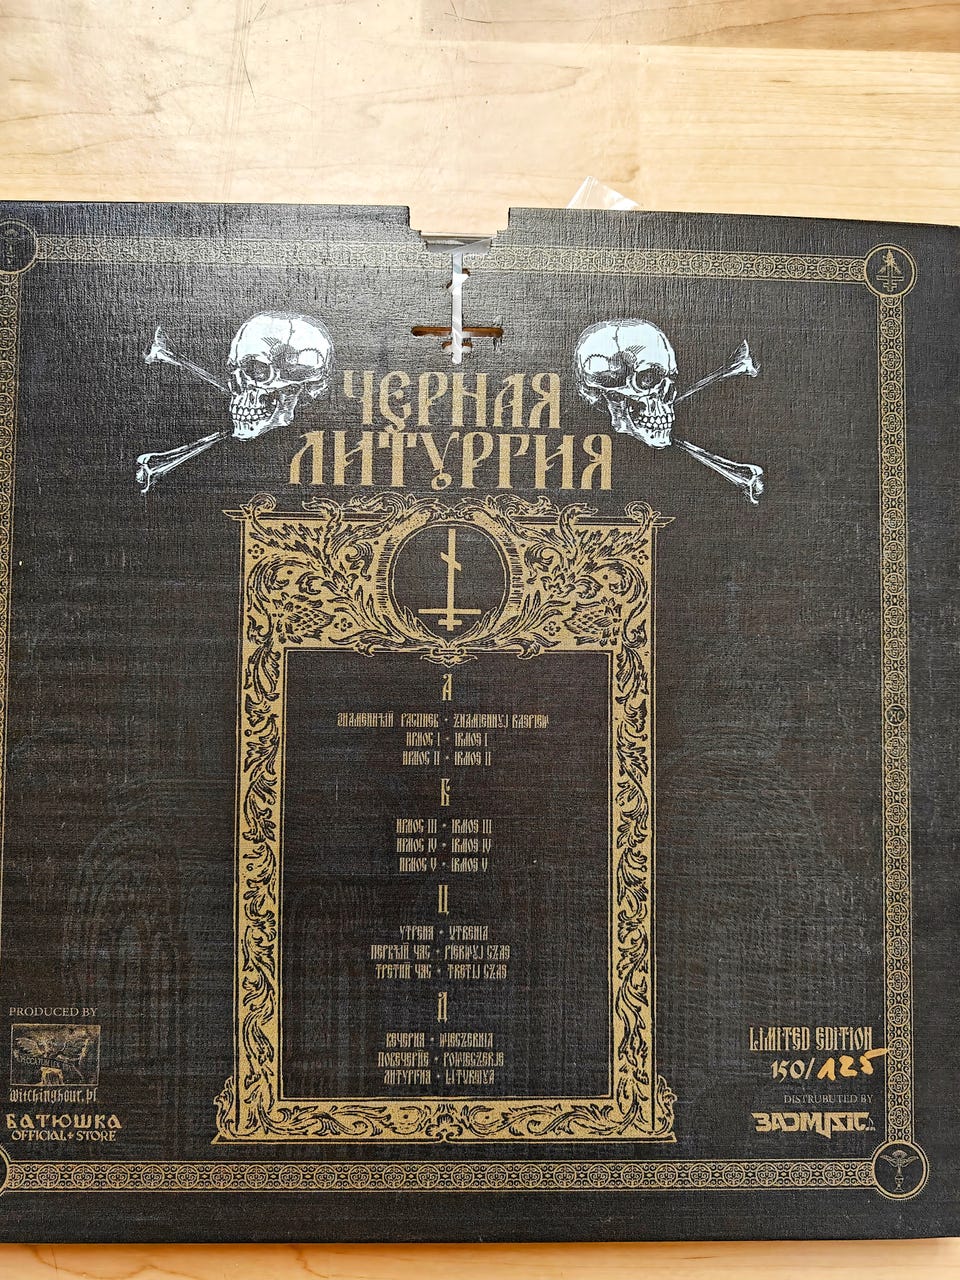 ЧЕРНАЯ
ЛИТУРГИЯ
А
ЗНАМЕННЫЙ РАСПЕВ • ZNAMIENNYJ RASPIEW
ИРМОС I • IRMOS I
ИРМОС II • IRMOS II
Б
ИРМОС III • IRMOS III
ИРМОС IV • IRMOS IV
ИРМОС V • IRMOS V
Ц
УТРЕНЯ • UTRENIA
ПЕРВЫЙ ЧАС • PIERWYJ CZAS
ТРЕТИЙ ЧАС • TRETIJ CZAS
Д
ВЕЧЕРНЯ • WIECZERNIA
ПОВЕЧЕРИЕ • POWIECZERJE
ЛИТУРГИЯ • LITURGIYA
PRODUCED BY
witchinghour.pl
БАТЮШКА
OFFICIAL + STORE
LIMITED EDITION
150/125
DISTRUBUTED BY
BADMUSIC